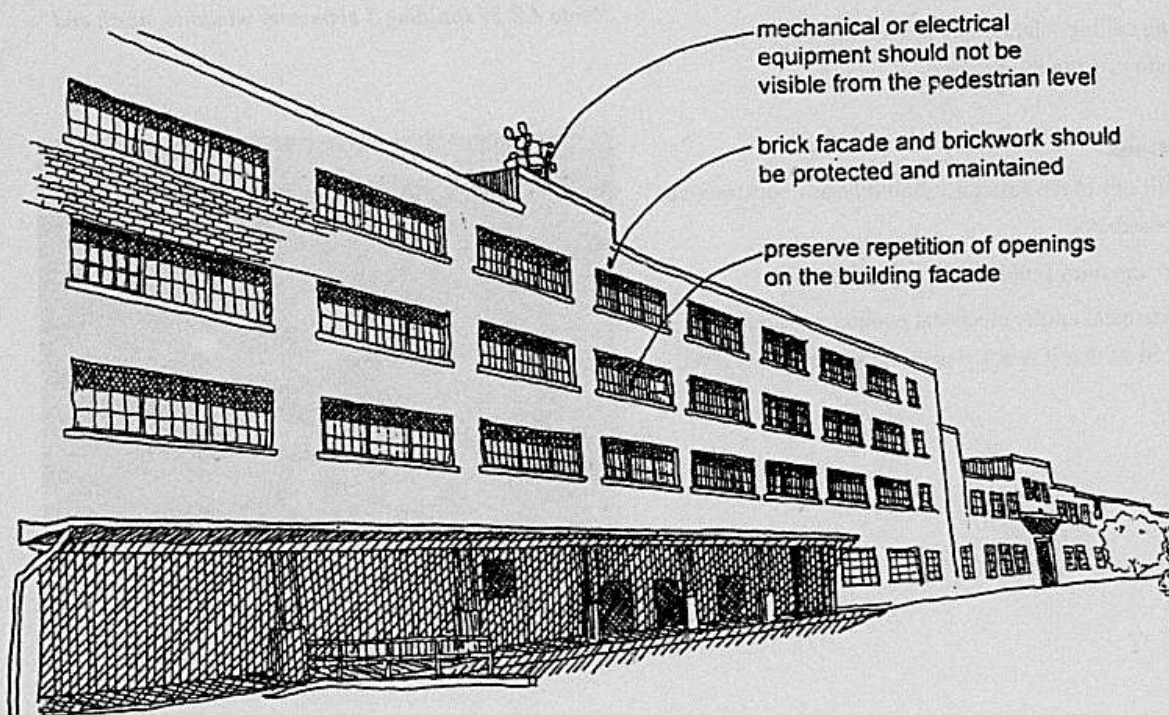 mechanical or electrical
equipment should not be
visible from the pedestrian level
brick facade and brickwork should
be protected and maintained
preserve repetition of openings
on the building facade